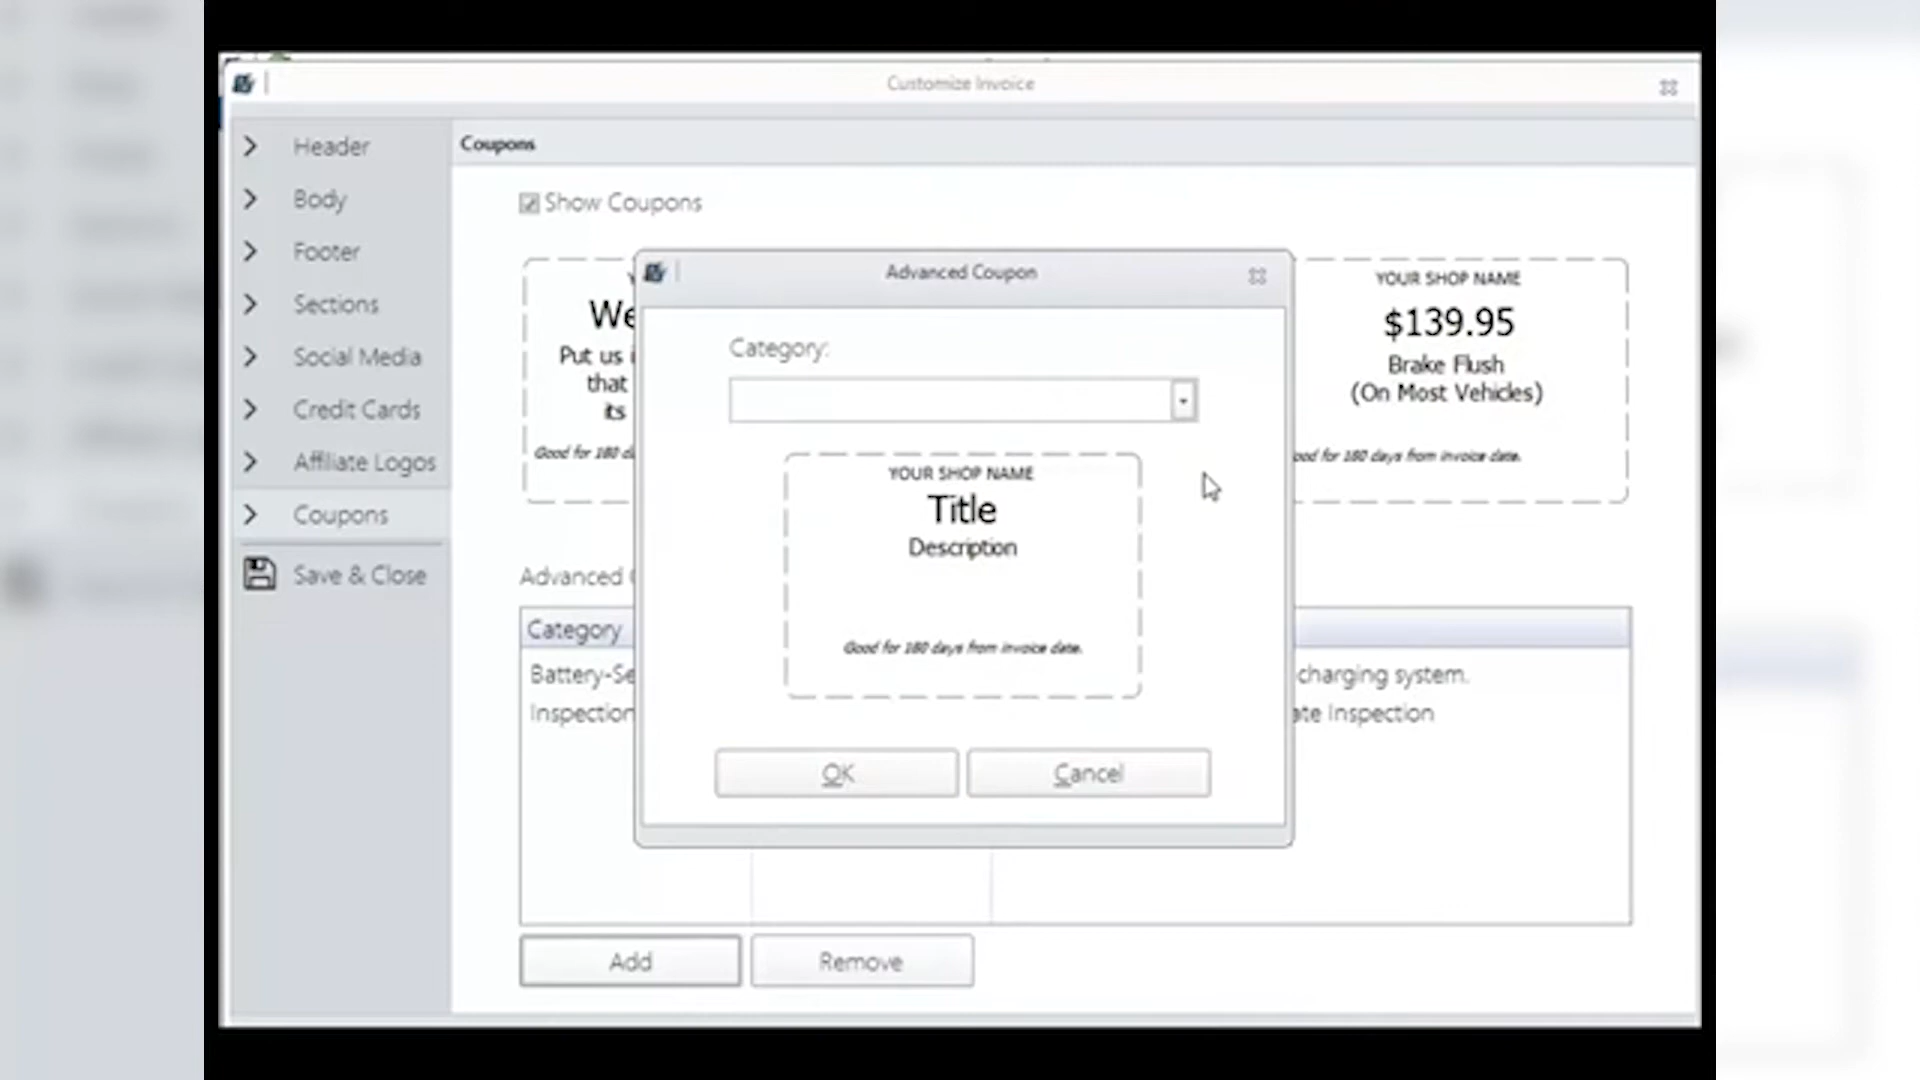 Customize Invoice
Header
Body
Footer
Sections
Social Media
Credit Cards
Affiliate Logos
Coupons
Save & Close
Coupons
Show Coupons
We
Put us i
that
its
Good for 180 d
YOUR SHOP NAME
$139.95
Brake Flush
(On Most Vehicles)
ood for 180 days from invoice date.
Advanced
Category
Battery-Se
charging system.
Inspection
ate Inspection
Add
Remove
Advanced Coupon
Category:
YOUR SHOP NAME
Title
Description
Good for 180 days from invoice date.
OK
Cancel